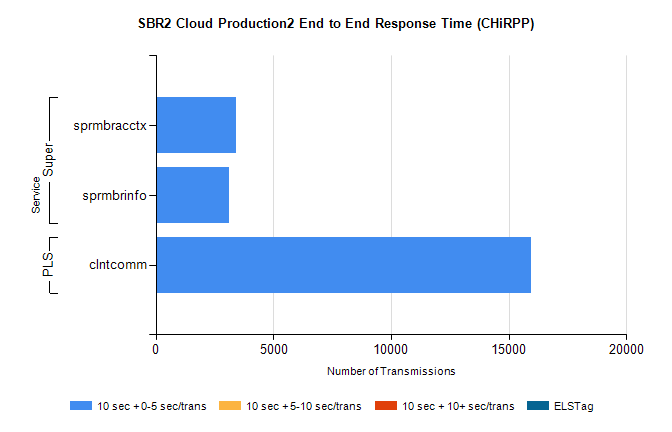 SBR2 Cloud Production2 End to End Response Time (CHiRPP)
Service
Super
sprmbracctx
sprmbrinfo
PLS
clntcomm
0 5000 10000 15000 20000
Number of Transmissions
10 sec +0-5 sec/trans 10 sec +5-10 sec/trans 10 sec + 10+ sec/trans ELSTag